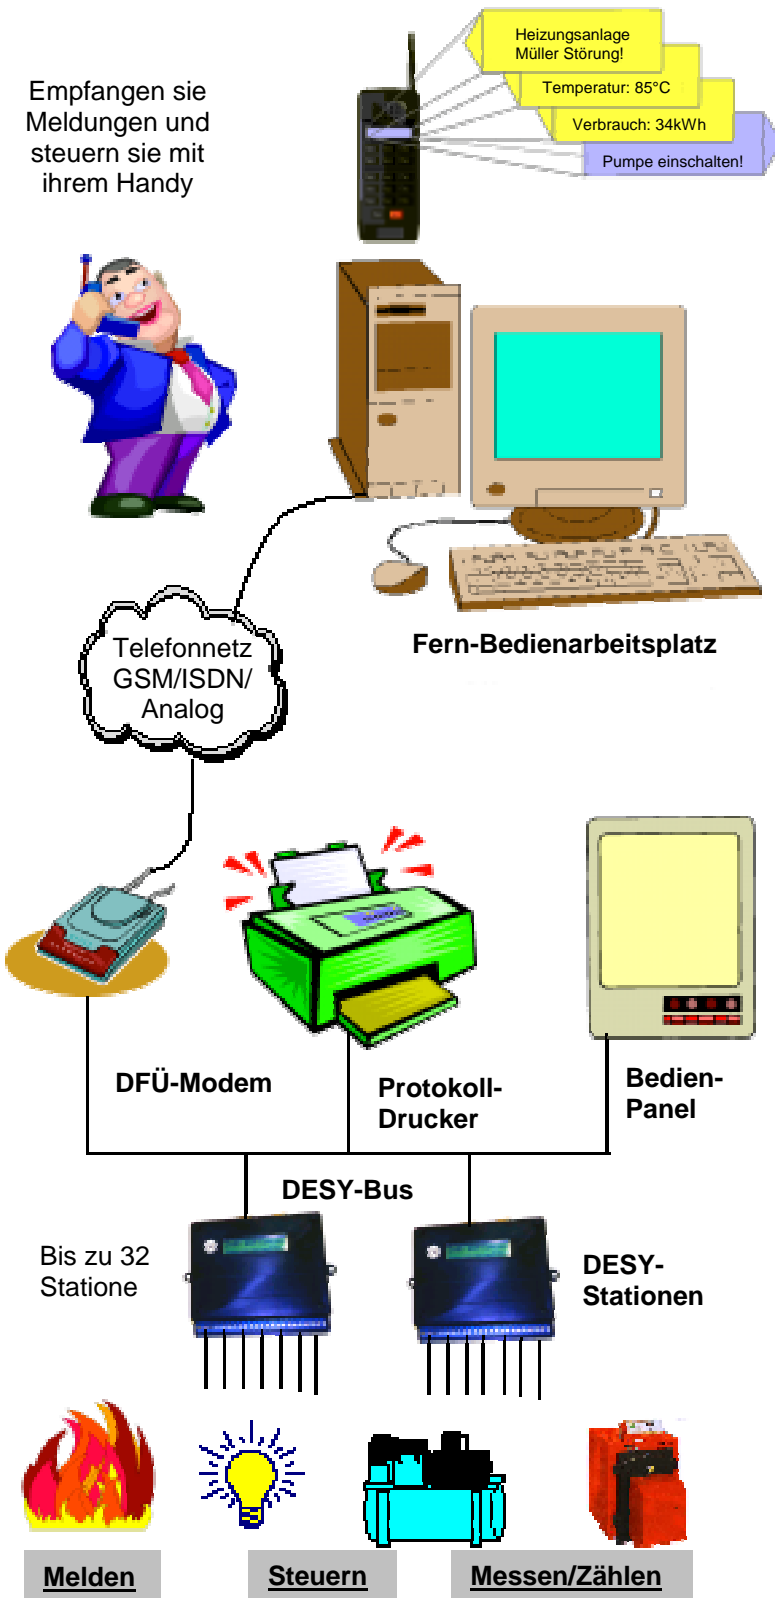 Empfangen sie
Meldungen und
steuern sie mit
ihrem Handy
Heizungsanlage
Müller Störung!
Temperatur: 85°C
Verbrauch: 34kWh
Pumpe einschalten!
Fern-Bedienarbeitsplatz
Telefonnetz
GSM/ISDN/
Analog
DFÜ-Modem
Protokoll-
Drucker
Bedien-
Panel
DESY-Bus
Bis zu 32
Statione
DESY-
Stationen
Melden
Steuern
Messen/Zählen